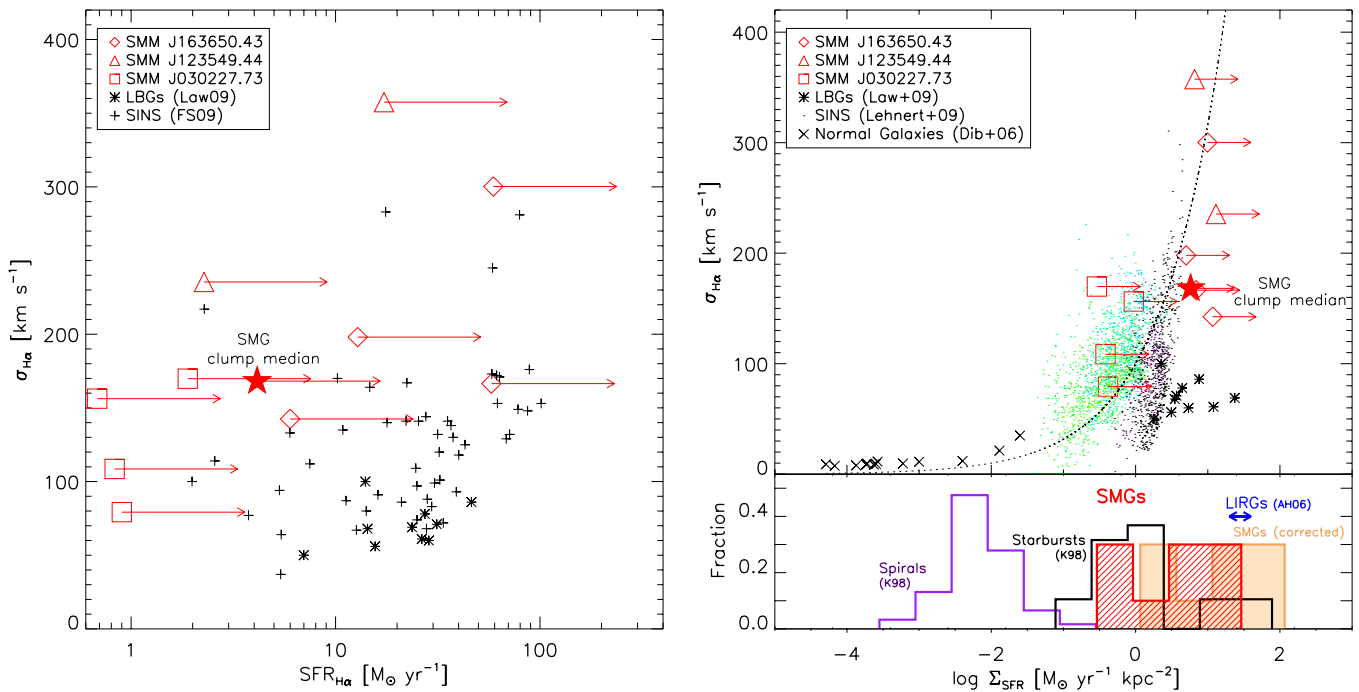 400
300
200
100
0
σHα [km s⁻¹]
SMM J163650.43
SMM J123549.44
SMM J030227.73
LBGs (Law09)
SINS (FS09)
SMG
clump median
1
10
100
SFRHα [M⊙ yr⁻¹]
400
300
200
100
0
σHα [km s⁻¹]
SMM J163650.43
SMM J123549.44
SMM J030227.73
LBGs (Law+09)
SINS (Lehnert+09)
Normal Galaxies (Dib+06)
SMG
clump median
0.4
0.2
0.0
Fraction
Spirals
(K98)
Starbursts
(K98)
SMGs
LIRGs (AH06)
SMGs (corrected)
-4
-2
0
2
log ΣSFR [M⊙ yr⁻¹ kpc⁻²]